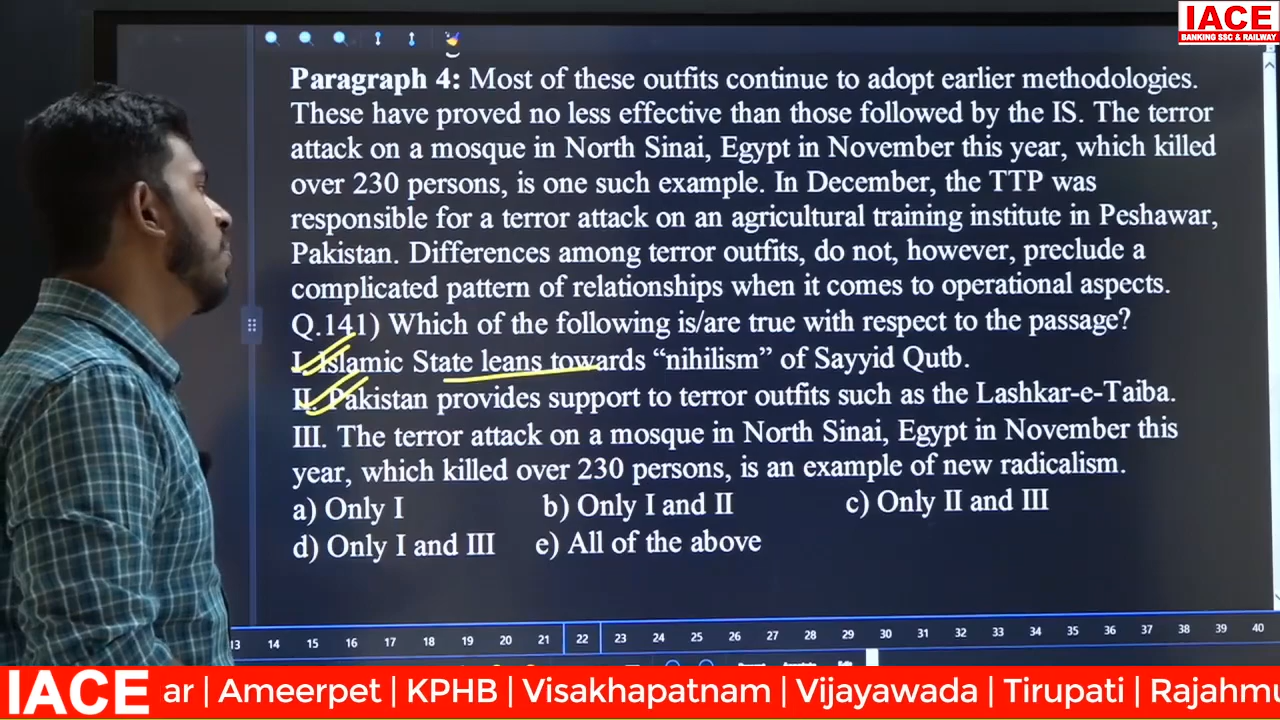 IACE
BANKING SSC & RAILWAY
Paragraph 4: Most of these outfits continue to adopt earlier methodologies.
These have proved no less effective than those followed by the IS. The terror
attack on a mosque in North Sinai, Egypt in November this year, which killed
over 230 persons, is one such example. In December, the TTP was
responsible for a terror attack on an agricultural training institute in Peshawar,
Pakistan. Differences among terror outfits, do not, however, preclude a
complicated pattern of relationships when it comes to operational aspects.
Q.141) Which of the following is/are true with respect to the passage?
I. Islamic State leans towards “nihilism” of Sayyid Qutb.
II. Pakistan provides support to terror outfits such as the Lashkar-e-Taiba.
III. The terror attack on a mosque in North Sinai, Egypt in November this
year, which killed over 230 persons, is an example of new radicalism.
a) Only I b) Only I and II c) Only II and III
d) Only I and III e) All of the above
13 14 15 16 17 18 19 20 21 22 23 24 25 26 27 28 29 30 31 32 33 34 35 36 37 38 39 40
IACE ar | Ameerpet | KPHB | Visakhapatnam | Vijayawada | Tirupati | Rajahmu